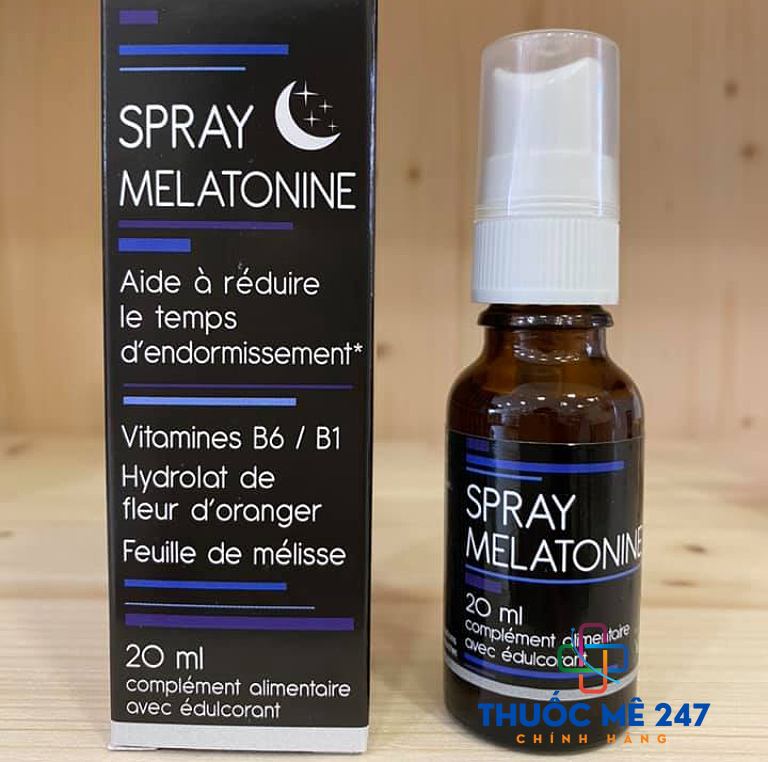 SPRAY
MELATONINE
Aide à réduire
le temps
d'endormissement*
Vitamines B6 / B1
Hydrolat de
fleur d'oranger
Feuille de mélisse
20 ml
complément alimentaire
avec édulcorant
SPRAY
MELATONINE
20 ml
complément alimentaire
avec édulcorant
THUỐC MÊ 247
CHÍNH HÃNG